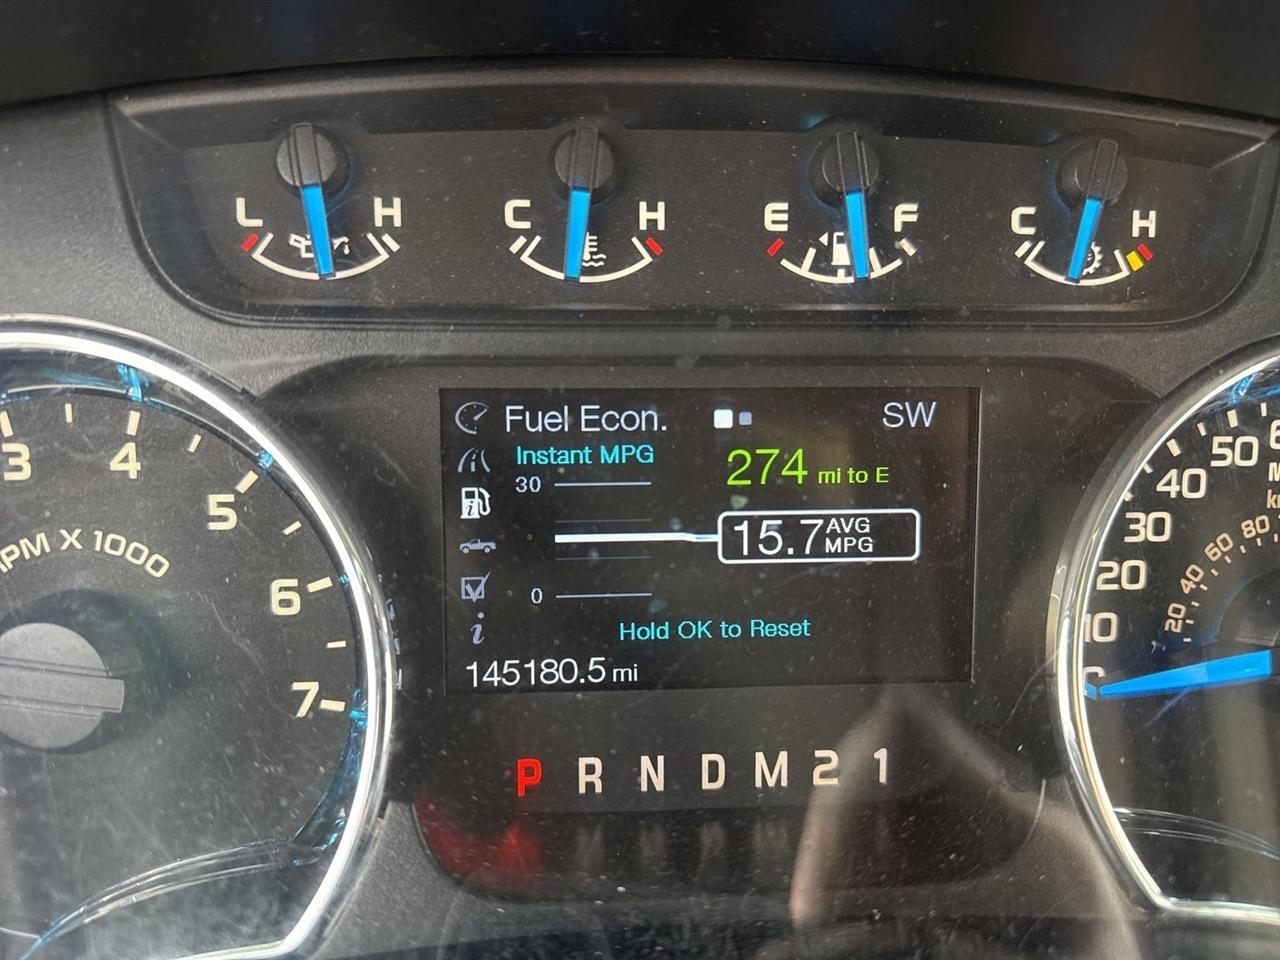 L H
C H
E F
C H
Fuel Econ.
SW
Instant MPG
274 mi to E
30
15.7 AVG MPG
0
Hold OK to Reset
145180.5 mi
P R N D M 2 1
3
4
5
6
7
PM X 1000
0
10
20
30
40
50
20
40
60
80